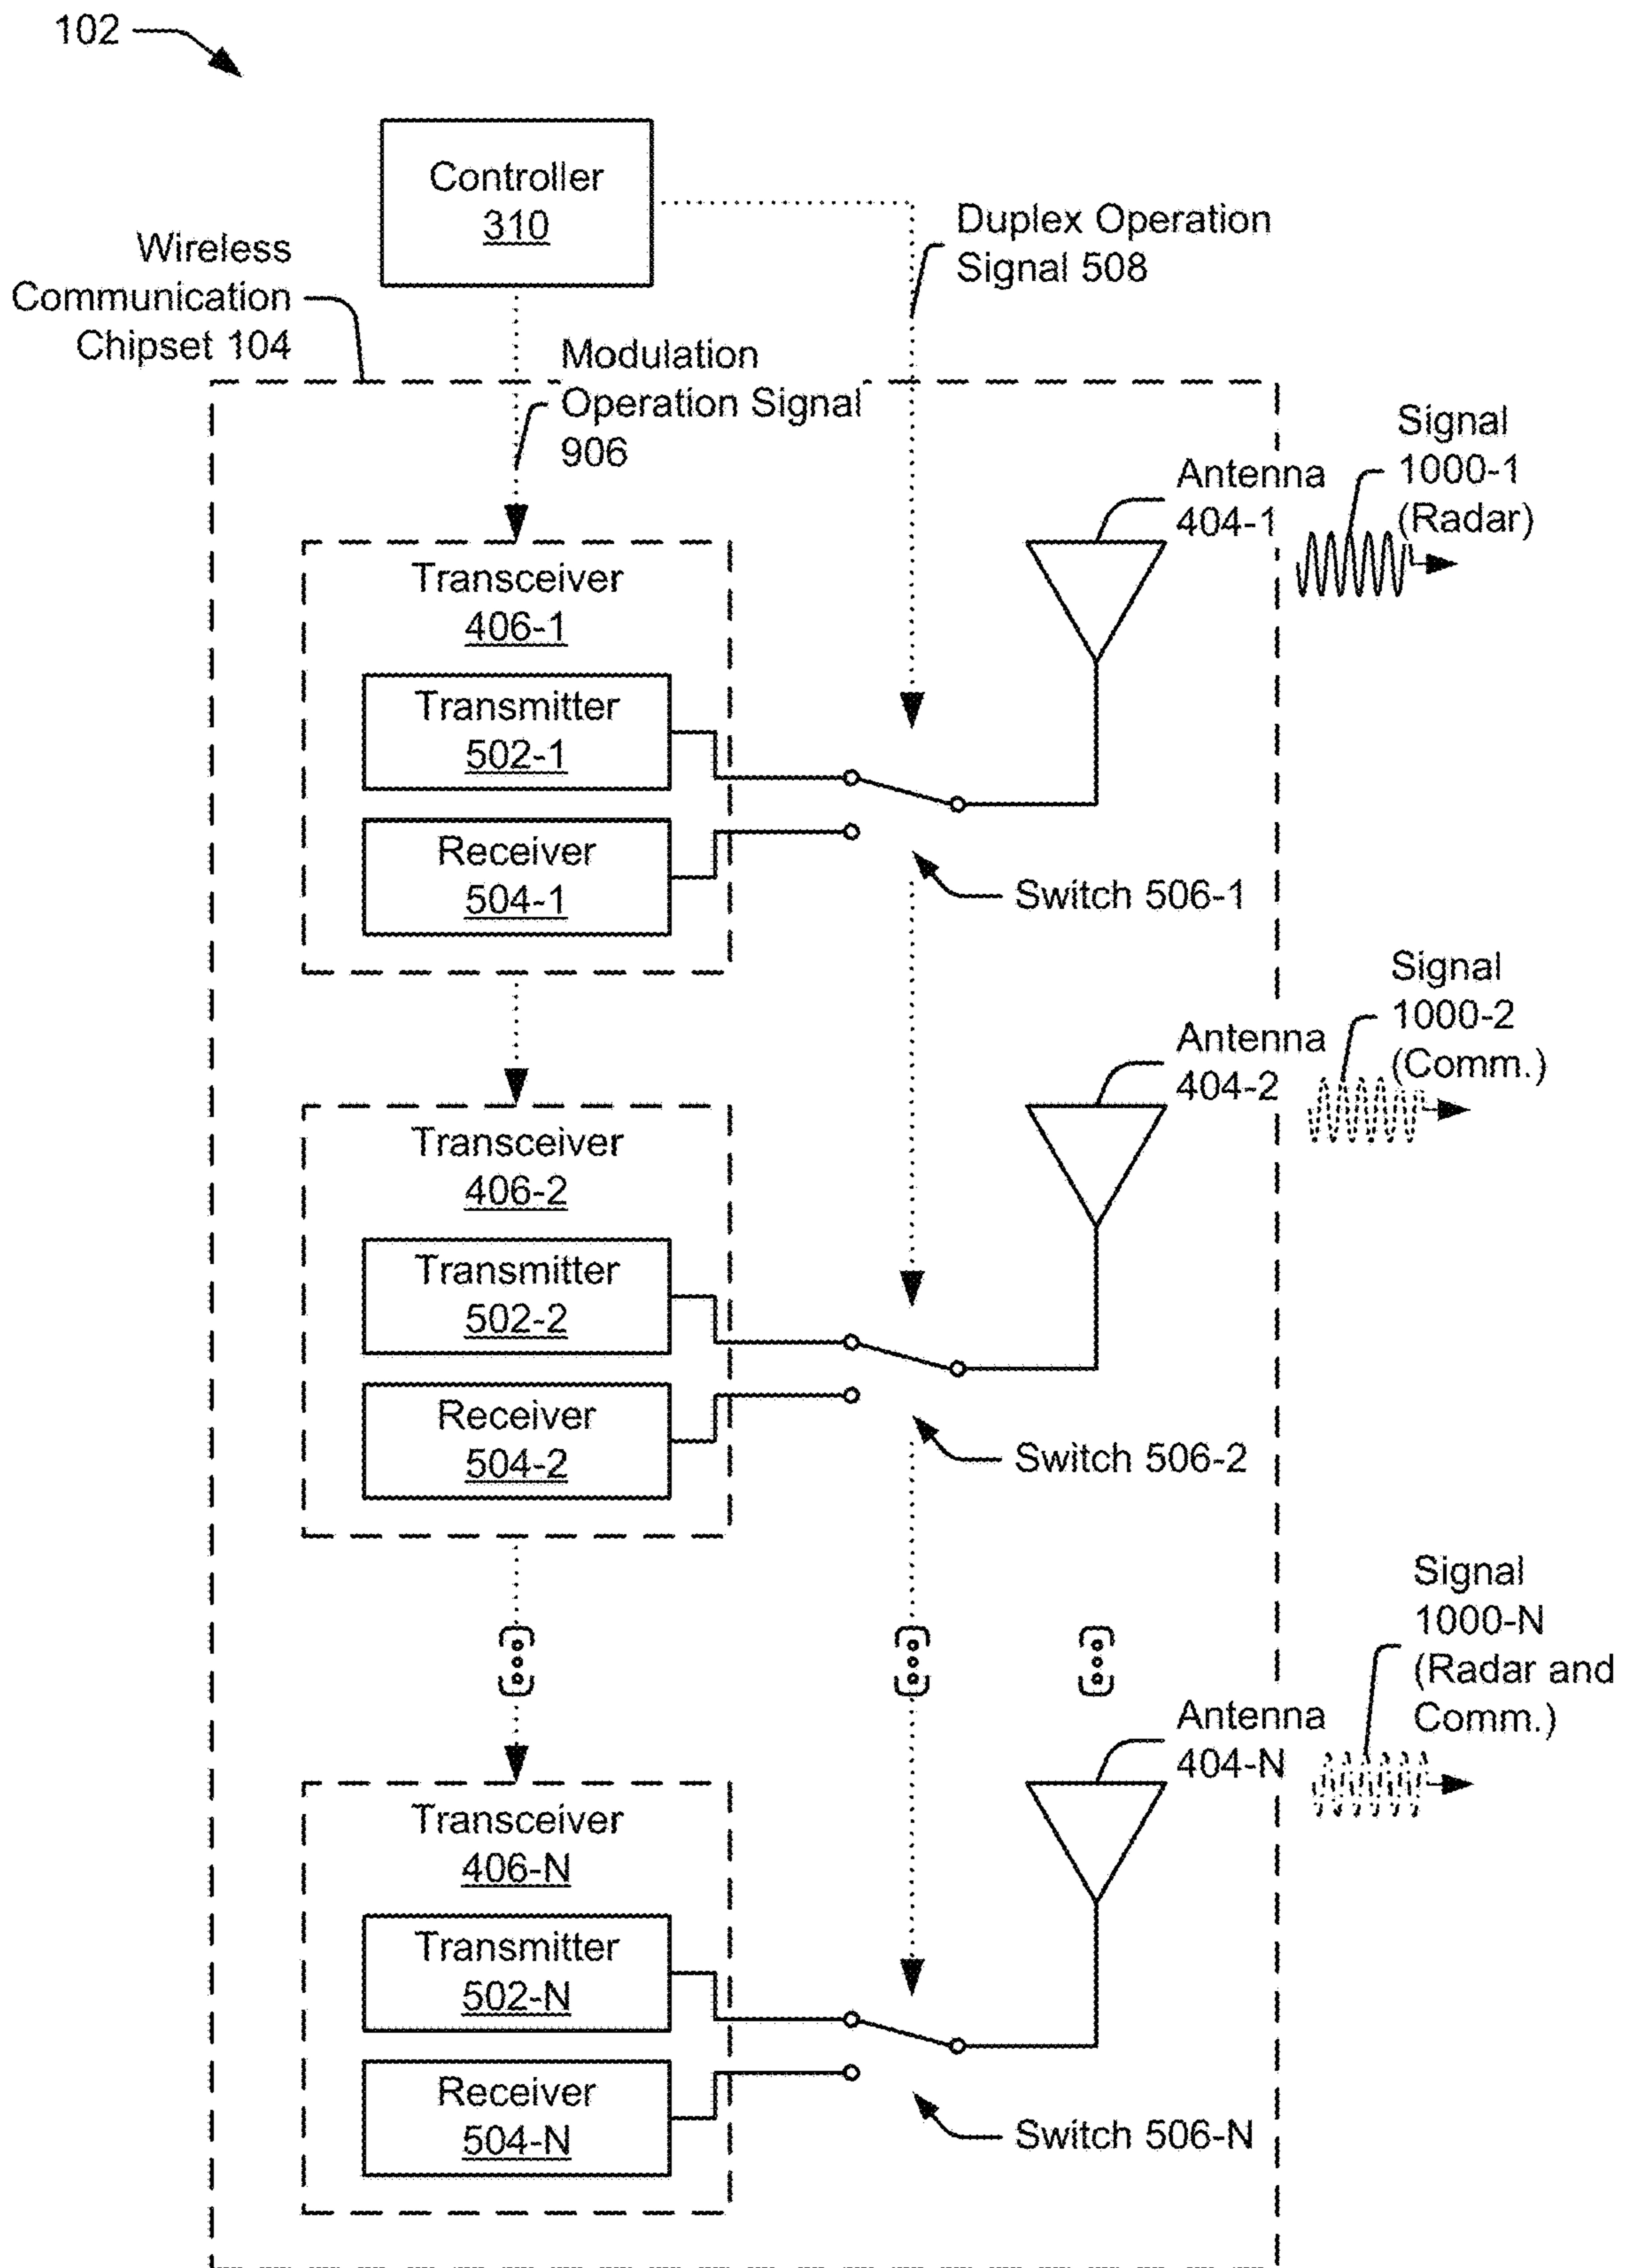 102
Controller
310
Duplex Operation
Signal 508
Wireless
Communication
Chipset 104
Modulation
Operation Signal
906
Signal
1000-1
(Radar)
Antenna
404-1
Transceiver
406-1
Transmitter
502-1
Receiver
504-1
Switch 506-1
Signal
1000-2
(Comm.)
Antenna
404-2
Transceiver
406-2
Transmitter
502-2
Receiver
504-2
Switch 506-2
Signal
1000-N
(Radar and
Comm.)
Antenna
404-N
Transceiver
406-N
Transmitter
502-N
Receiver
504-N
Switch 506-N